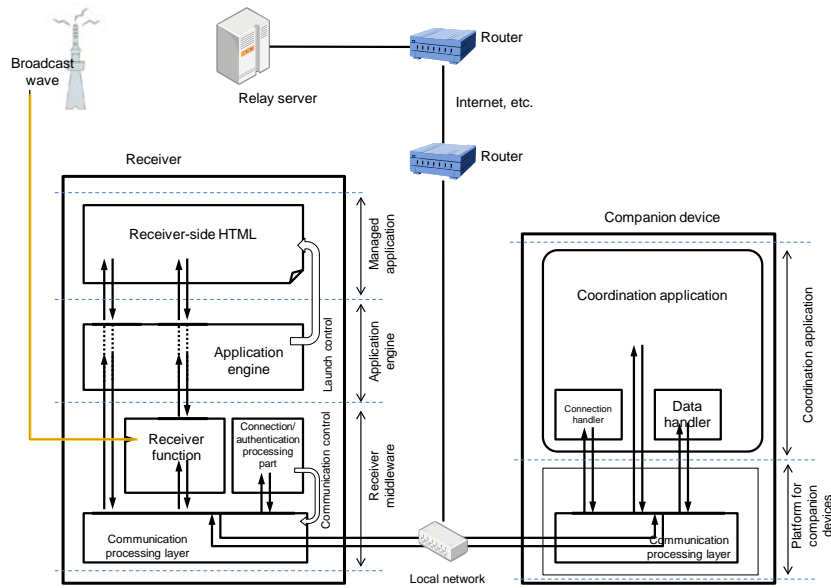 Broadcast
wave
Relay server
Router
Internet, etc.
Router
Receiver
Receiver-side HTML
Managed
application
Launch control
Application
engine
Application
engine
Receiver
function
Connection/
authentication
processing
part
Communication control
Receiver
middleware
Communication
processing layer
Local network
Companion device
Coordination application
Coordination application
Connection
handler
Data
handler
Platform for
companion
devices
Communication
processing layer